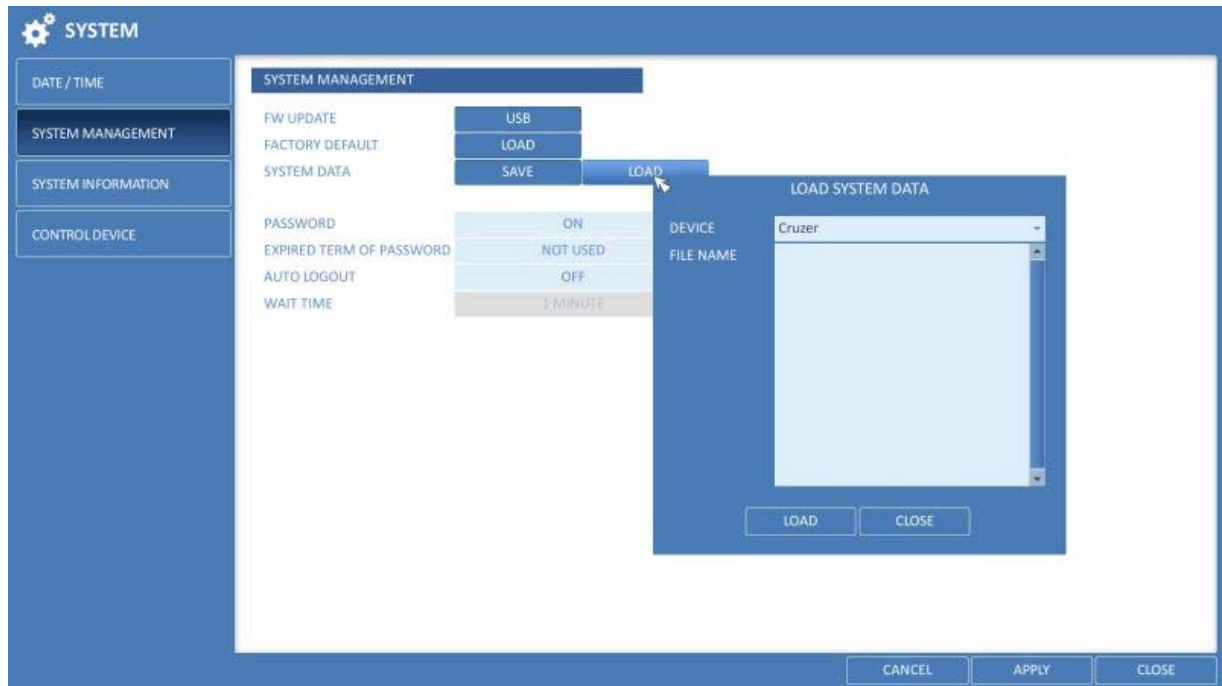 SYSTEM
DATE / TIME
SYSTEM MANAGEMENT
SYSTEM INFORMATION
CONTROL DEVICE
SYSTEM MANAGEMENT
FW UPDATE USB
FACTORY DEFAULT LOAD
SYSTEM DATA SAVE LOAD
PASSWORD ON
EXPIRED TERM OF PASSWORD NOT USED
AUTO LOGOUT OFF
WAIT TIME 1 MINUTE
LOAD SYSTEM DATA
DEVICE Cruzer
FILE NAME
LOAD CLOSE
CANCEL APPLY CLOSE